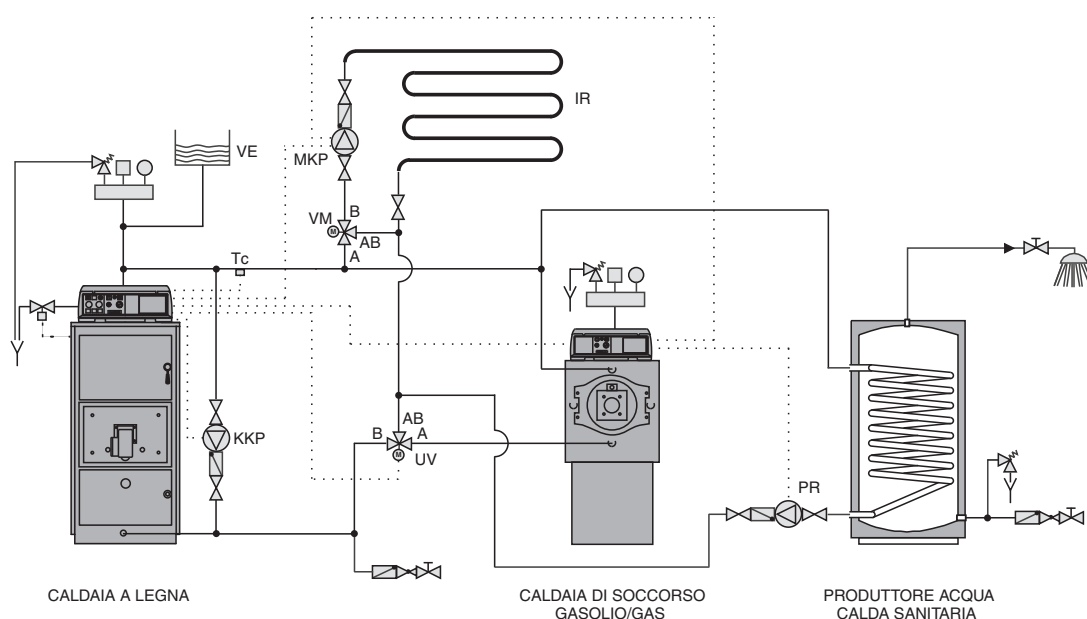 IR
VE
MKP
B
VM
M
AB
A
Tc
AB
B
A
M
UV
KKP
PR
CALDAIA A LEGNA
CALDAIA DI SOCCORSO
GASOLIO/GAS
PRODUTTORE ACQUA
CALDA SANITARIA